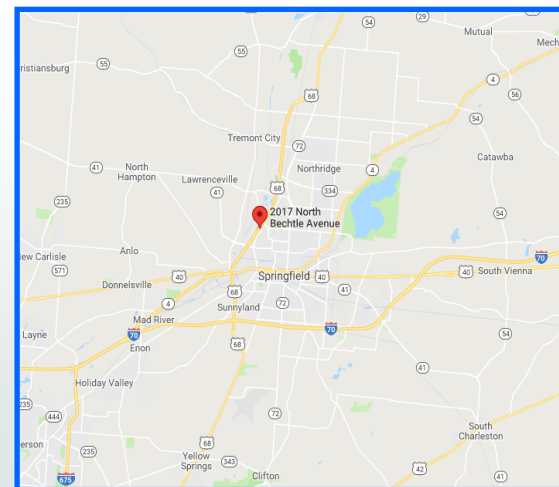 54
29
Mutual
55
Mech
ristiansburg
55
68
4
56
Tremont City
72
54
Catawba
41
North
Hampton
Lawrenceville
Northridge
4
68
334
41
235
2017 North
Bechtle Avenue
54
ew Carlisle
Anlo
70
571
40
Springfield
40
40
South Vienna
Donnelsville
68
41
4
Sunnyland
72
Mad River
70
70
Layne
Enon
68
54
41
Holiday Valley
235
72
444
South
Charleston
erson
68
235
Yellow
Springs
343
42
41
675
Clifton